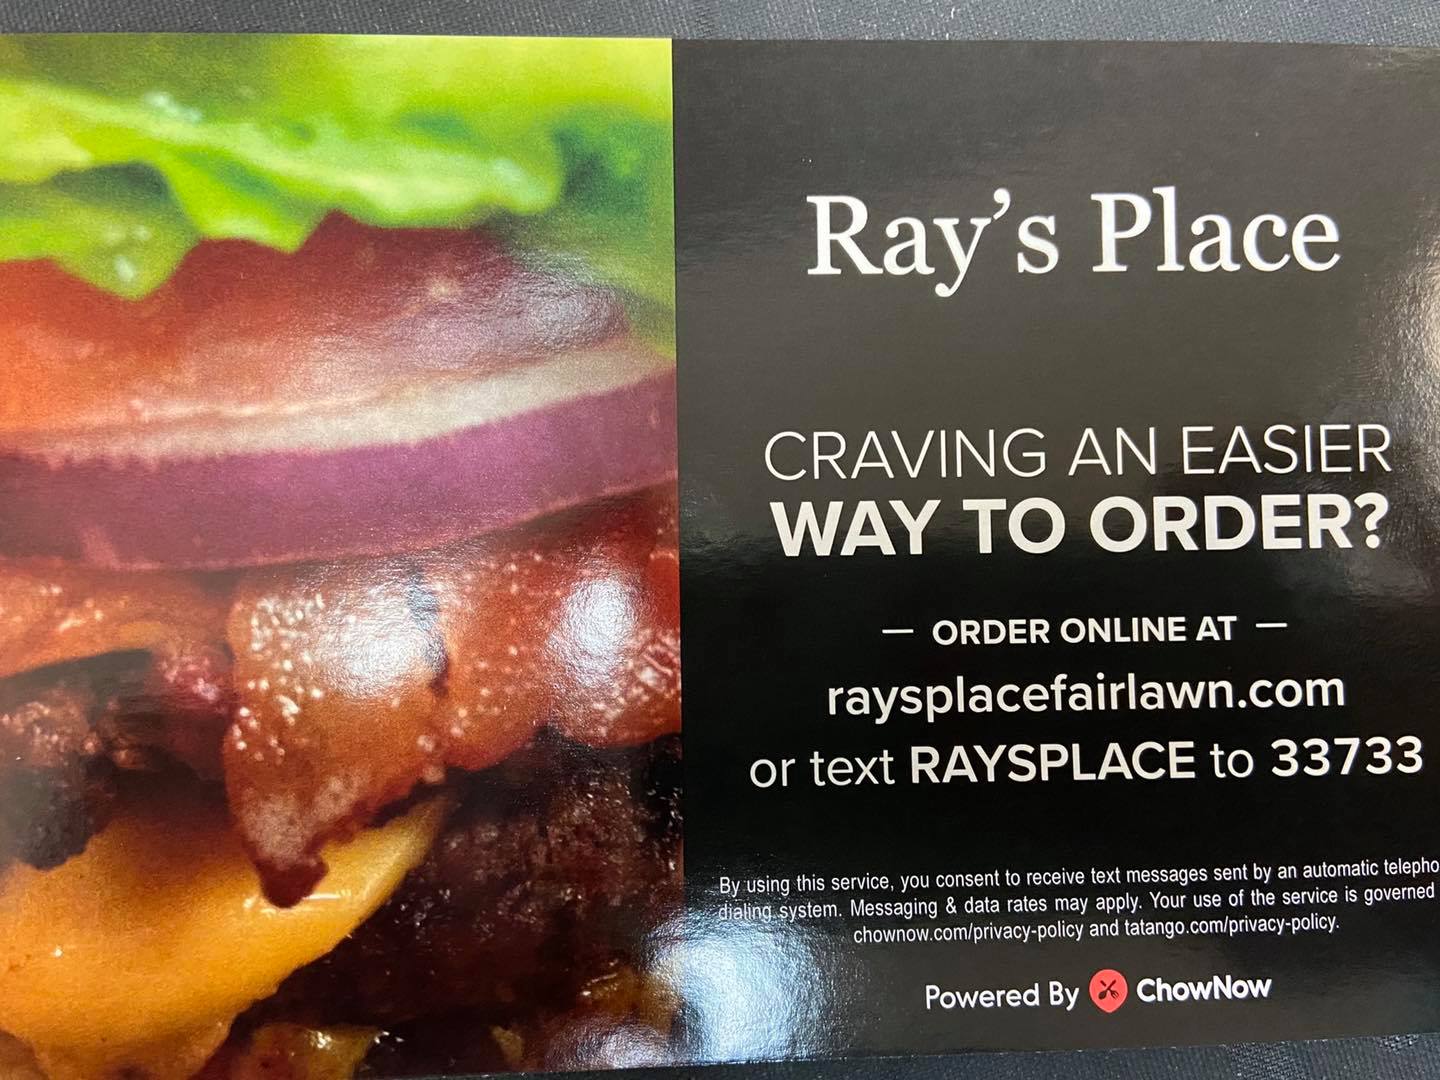 Ray's Place
CRAVING AN EASIER
WAY TO ORDER?
— ORDER ONLINE AT —
raysplacefairlawn.com
or text RAYSPLACE to 33733
By using this service, you consent to receive text messages sent by an automatic
dialing system. Messaging & data rates may apply. Your use of the service is governed
chownow.com/privacy-policy and tatango.com/privacy-policy.
Powered By ChowNow